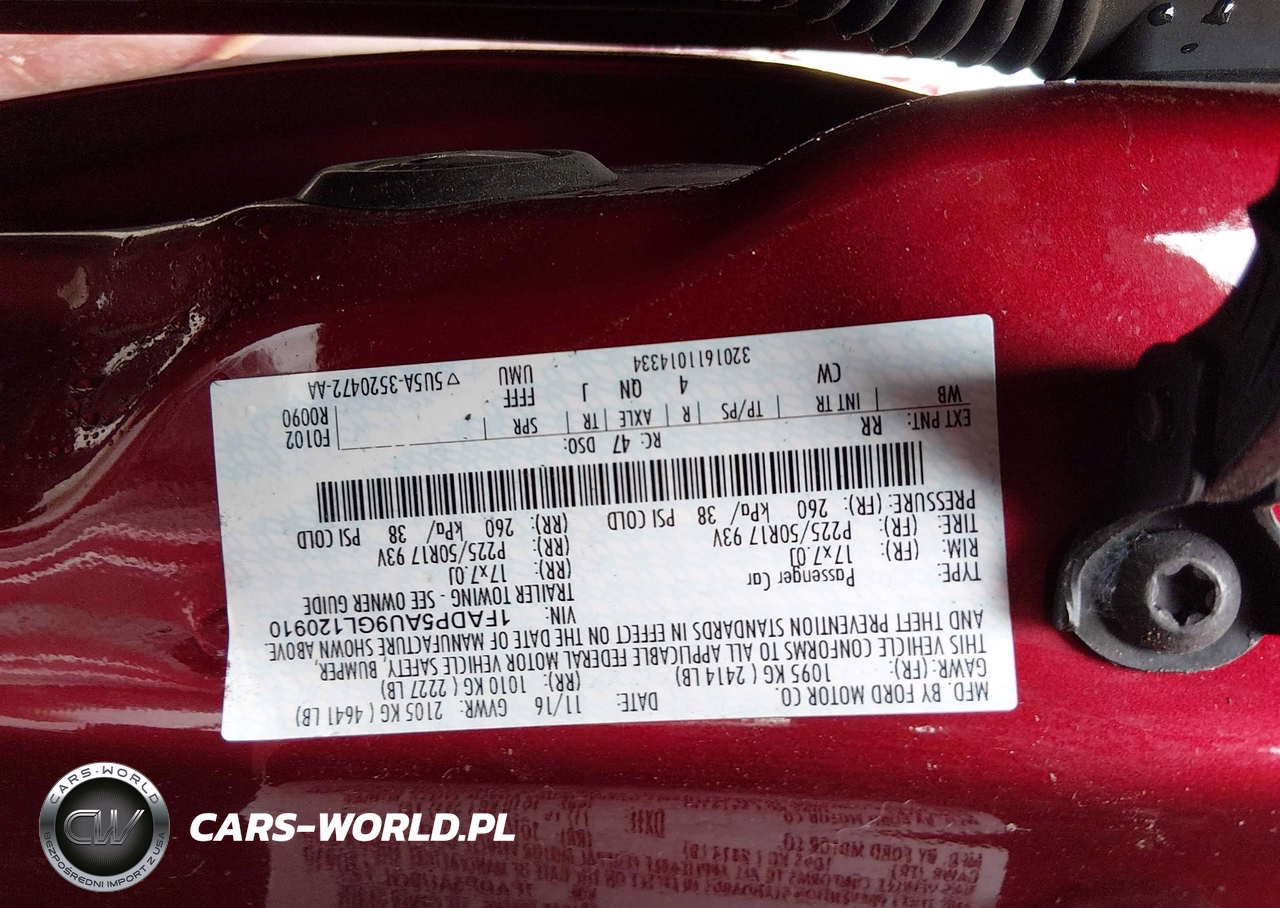 MFD. BY FORD MOTOR CO.
DATE: 11/16 GVWR: 2105 KG ( 4641 LB)
GAWR: (FR): 1095 KG ( 2414 LB) (RR): 1010 KG ( 2227 LB)
THIS VEHICLE CONFORMS TO ALL APPLICABLE FEDERAL MOTOR VEHICLE SAFETY, BUMPER,
AND THEFT PREVENTION STANDARDS IN EFFECT ON THE DATE OF MANUFACTURE SHOWN ABOVE.
VIN: 1FADP5AU9GL120910
TYPE: Passenger Car TRAILER TOWING - SEE OWNER GUIDE
RIM: (FR): 17x7.0J (RR): 17x7.0J
TIRE: (FR): P225/50R17 93V (RR): P225/50R17 93V
PRESSURE: (FR): 260 kPa/ 38 PSI COLD (RR): 260 kPa/ 38 PSI COLD
EXT PNT: RR RC: 47 DSO: F0102
WB INT TR TP/PS R AXLE TR SPR R0090
CW 4 QN J FFF
3201611014334 UMU ▽5U5A-3520472-AA
CARS-WORLD
CW
BEZPOŚREDNI IMPORT Z USA
CARS-WORLD.PL